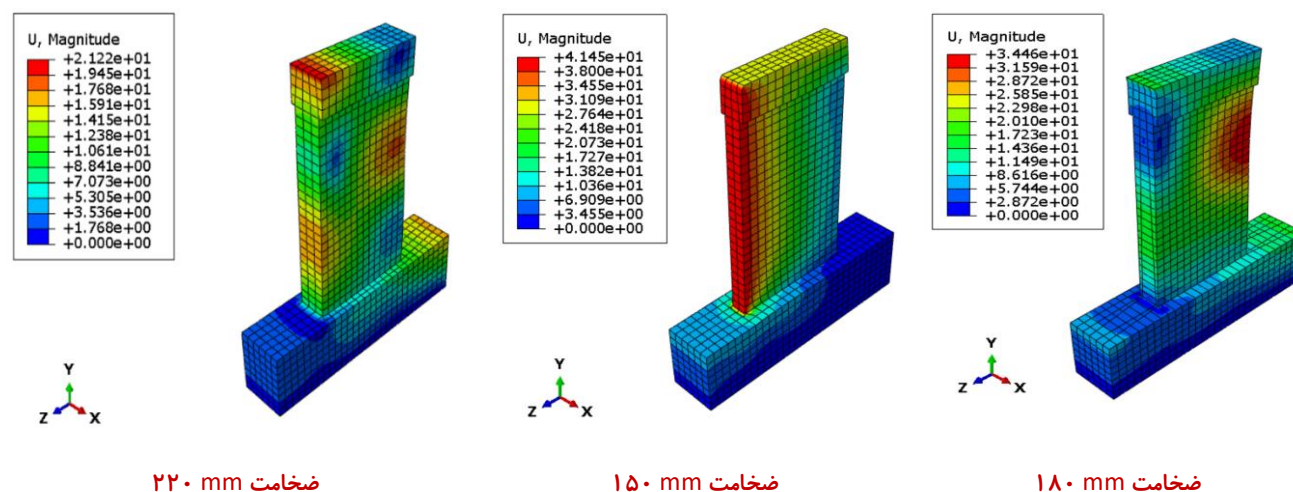 U, Magnitude
+2.122e+01
+1.945e+01
+1.768e+01
+1.591e+01
+1.415e+01
+1.238e+01
+1.061e+01
+8.841e+00
+7.073e+00
+5.305e+00
+3.536e+00
+1.768e+00
+0.000e+00
Y
Z
X
ضخامت mm ۲۲۰
U, Magnitude
+4.145e+01
+3.800e+01
+3.455e+01
+3.109e+01
+2.764e+01
+2.418e+01
+2.073e+01
+1.727e+01
+1.382e+01
+1.036e+01
+6.909e+00
+3.455e+00
+0.000e+00
Y
Z
X
ضخامت mm ۱۵۰
U, Magnitude
+3.446e+01
+3.159e+01
+2.872e+01
+2.585e+01
+2.298e+01
+2.010e+01
+1.723e+01
+1.436e+01
+1.149e+01
+8.616e+00
+5.744e+00
+2.872e+00
+0.000e+00
Y
Z
X
ضخامت mm ۱۸۰